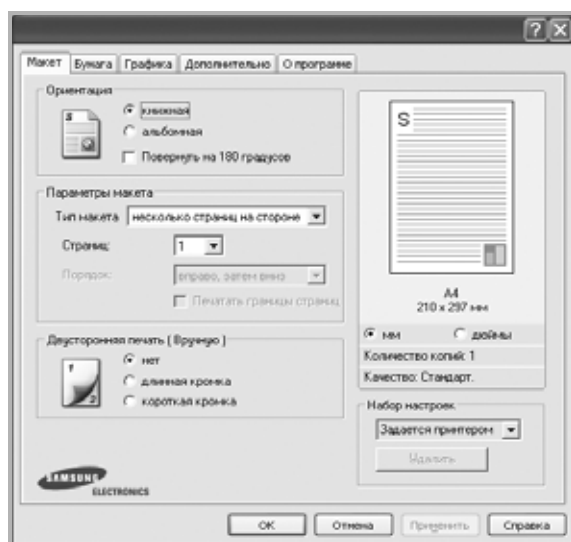 Макет Бумага Графика Дополнительно О программе
Ориентация
книжная
альбомная
Повернуть на 180 градусов
Параметры макета
Тип макета несколько страниц на стороне
Страниц: 1
Порядок: вправо, затем вниз
Печатать границы страниц
Двусторонняя печать ( Вручную )
нет
длинная кромка
короткая кромка
S
A4
210 x 297 мм
мм дюймы
Количество копий: 1
Качество: Стандарт.
Набор настроек
Задается принтером
Удалить
SAMSUNG
ELECTRONICS
OK Отмена Применить Справка